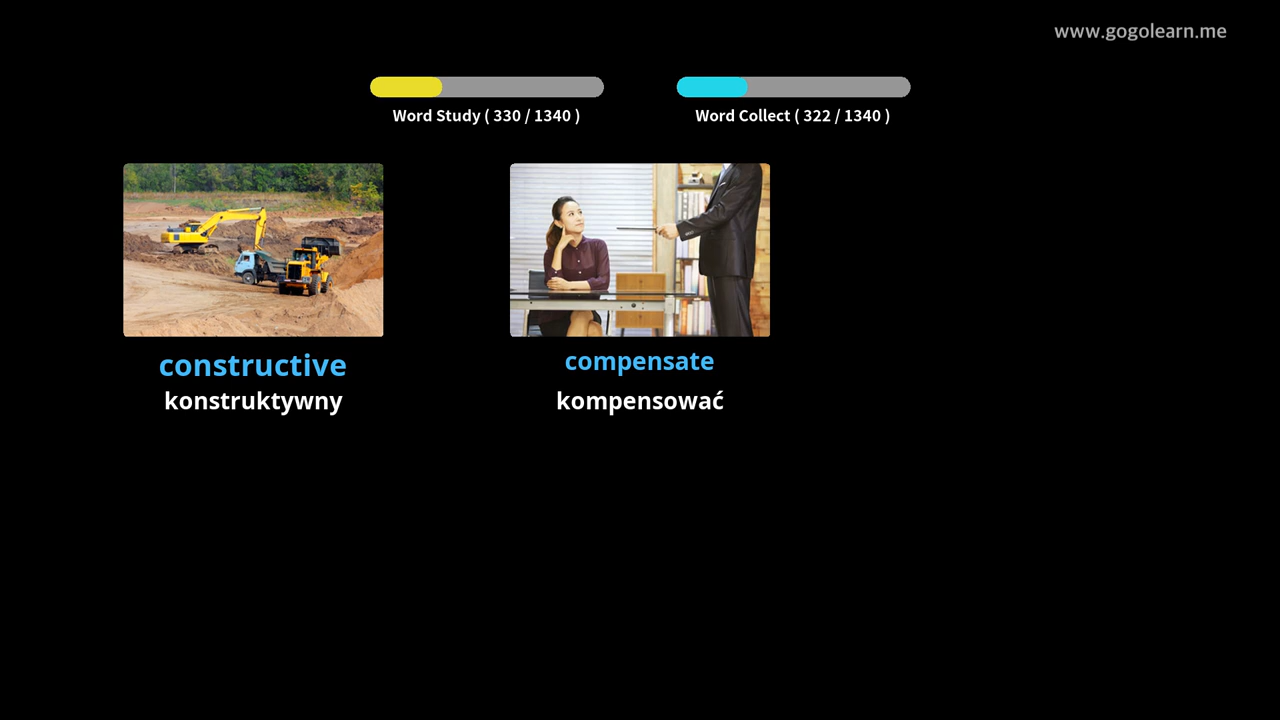 www.gogolearn.me
Word Study ( 330 / 1340 )
Word Collect ( 322 / 1340 )
constructive
konstruktywny
compensate
kompensować